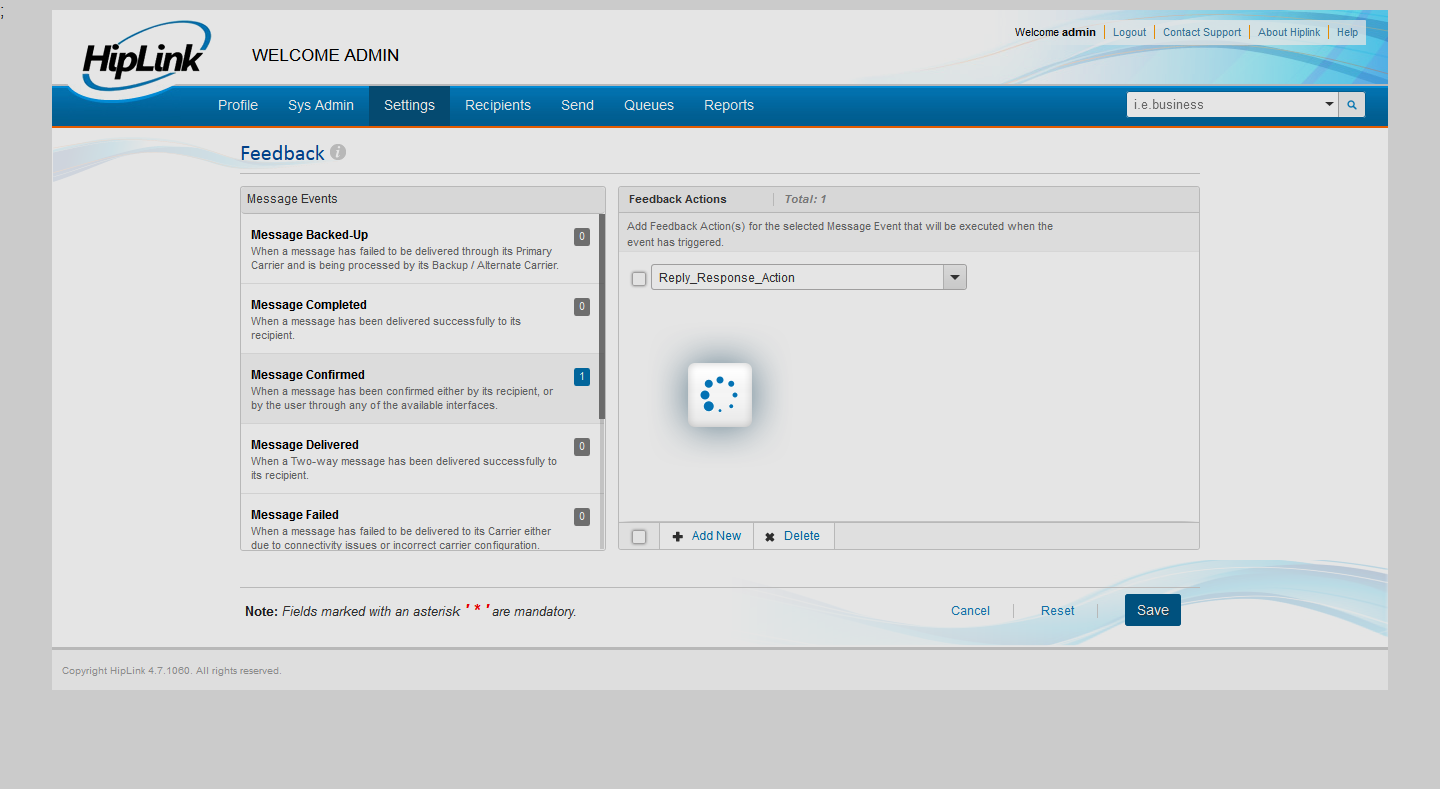 ;
HipLink
WELCOME ADMIN
Welcome admin Logout Contact Support About Hiplink Help
Profile Sys Admin Settings Recipients Send Queues Reports
i.e.business
Feedback i
Message Events
Message Backed-Up 0
When a message has failed to be delivered through its Primary
Carrier and is being processed by its Backup / Alternate Carrier.
Message Completed 0
When a message has been delivered successfully to its
recipient.
Message Confirmed 1
When a message has been confirmed either by its recipient, or
by the user through any of the available interfaces.
Message Delivered 0
When a Two-way message has been delivered successfully to
its recipient.
Message Failed 0
When a message has failed to be delivered to its Carrier either
due to connectivity issues or incorrect carrier configuration.
Feedback Actions Total: 1
Add Feedback Action(s) for the selected Message Event that will be executed when the
event has triggered.
Reply_Response_Action
Add New Delete
Note: Fields marked with an asterisk ' * ' are mandatory.
Cancel Reset Save
Copyright HipLink 4.7.1060. All rights reserved.